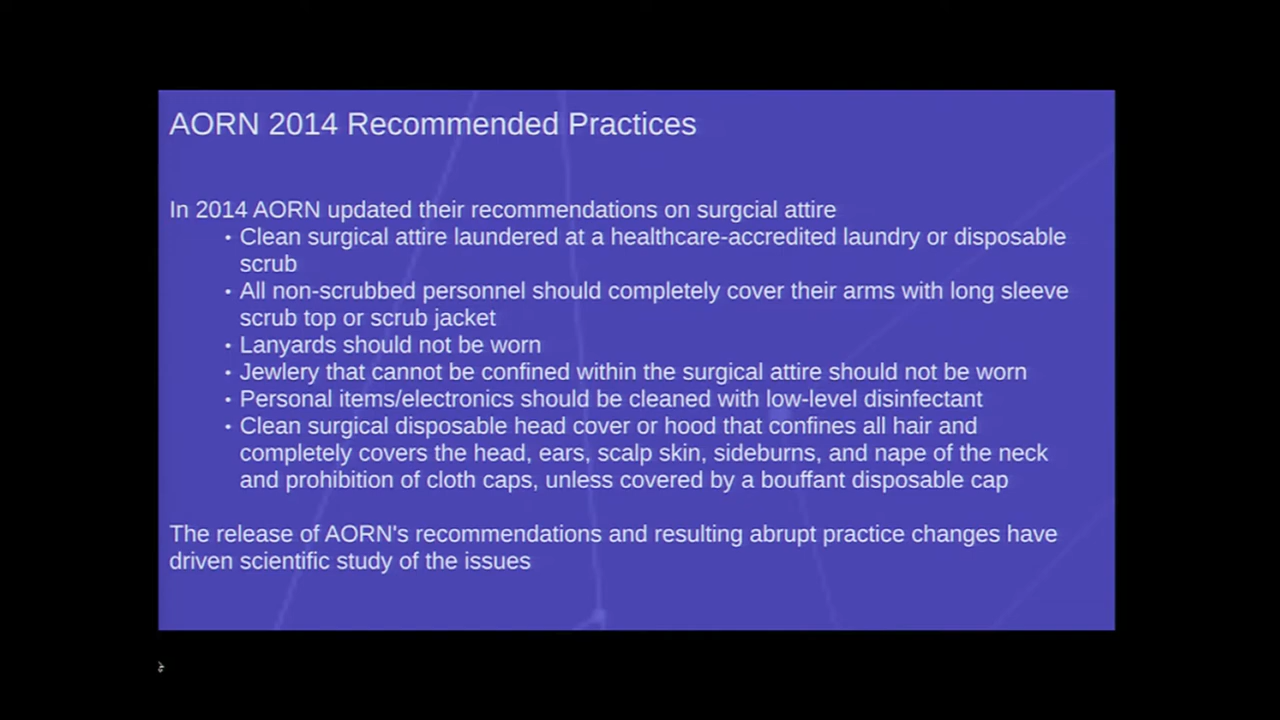 AORN 2014 Recommended Practices
In 2014 AORN updated their recommendations on surgcial attire
• Clean surgical attire laundered at a healthcare-accredited laundry or disposable
scrub
• All non-scrubbed personnel should completely cover their arms with long sleeve
scrub top or scrub jacket
• Lanyards should not be worn
• Jewlery that cannot be confined within the surgical attire should not be worn
• Personal items/electronics should be cleaned with low-level disinfectant
• Clean surgical disposable head cover or hood that confines all hair and
completely covers the head, ears, scalp skin, sideburns, and nape of the neck
and prohibition of cloth caps, unless covered by a bouffant disposable cap
The release of AORN's recommendations and resulting abrupt practice changes have
driven scientific study of the issues